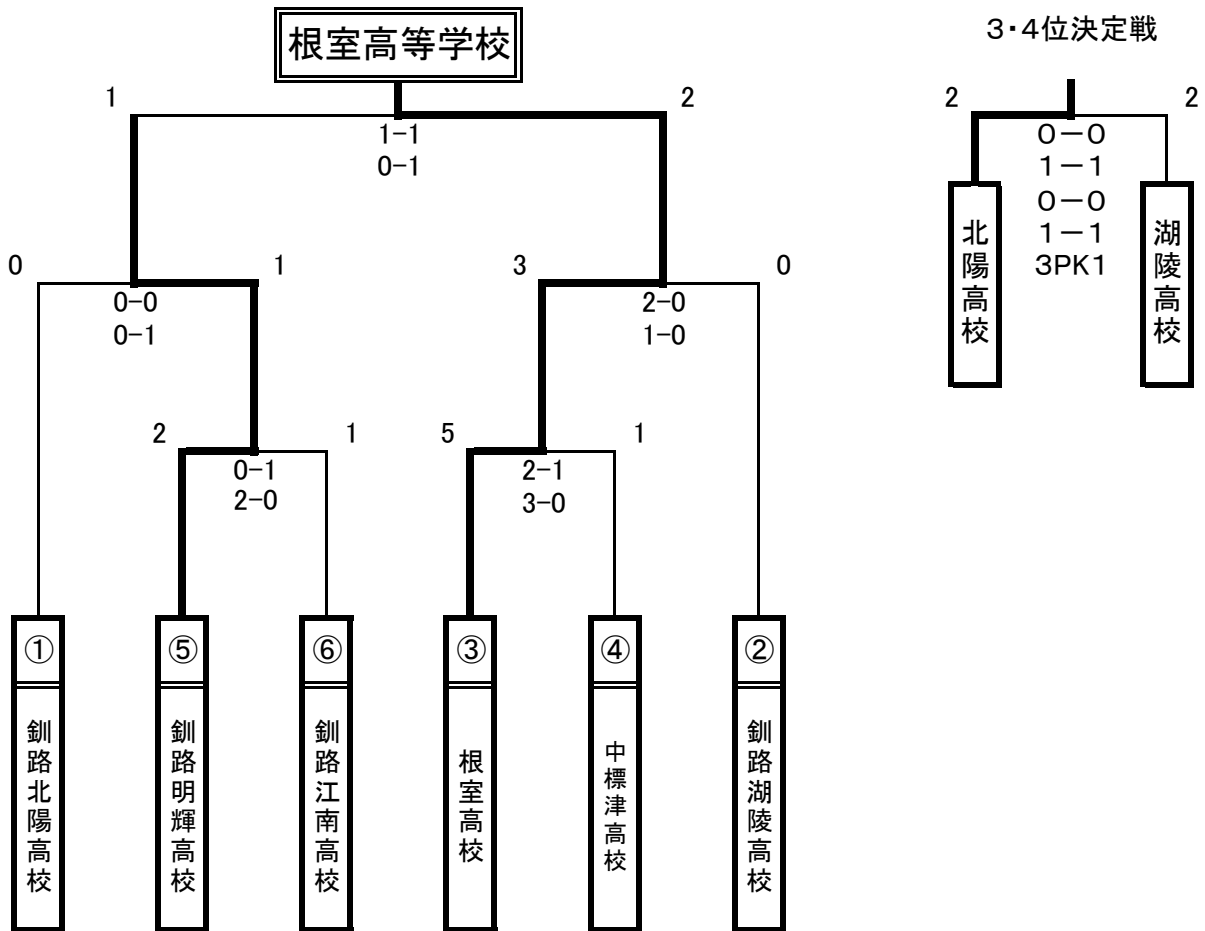 根室高等学校
3・4位決定戦
1
2
1-1
0-1
2
2
0-0
1-1
0-0
1-1
3PK1
北陽高校
湖陵高校
0
1
0-0
0-1
3
0
2-0
1-0
2
1
0-1
2-0
5
1
2-1
3-0
①
⑤
⑥
③
④
②
釧路北陽高校
釧路明輝高校
釧路江南高校
根室高校
中標津高校
釧路湖陵高校